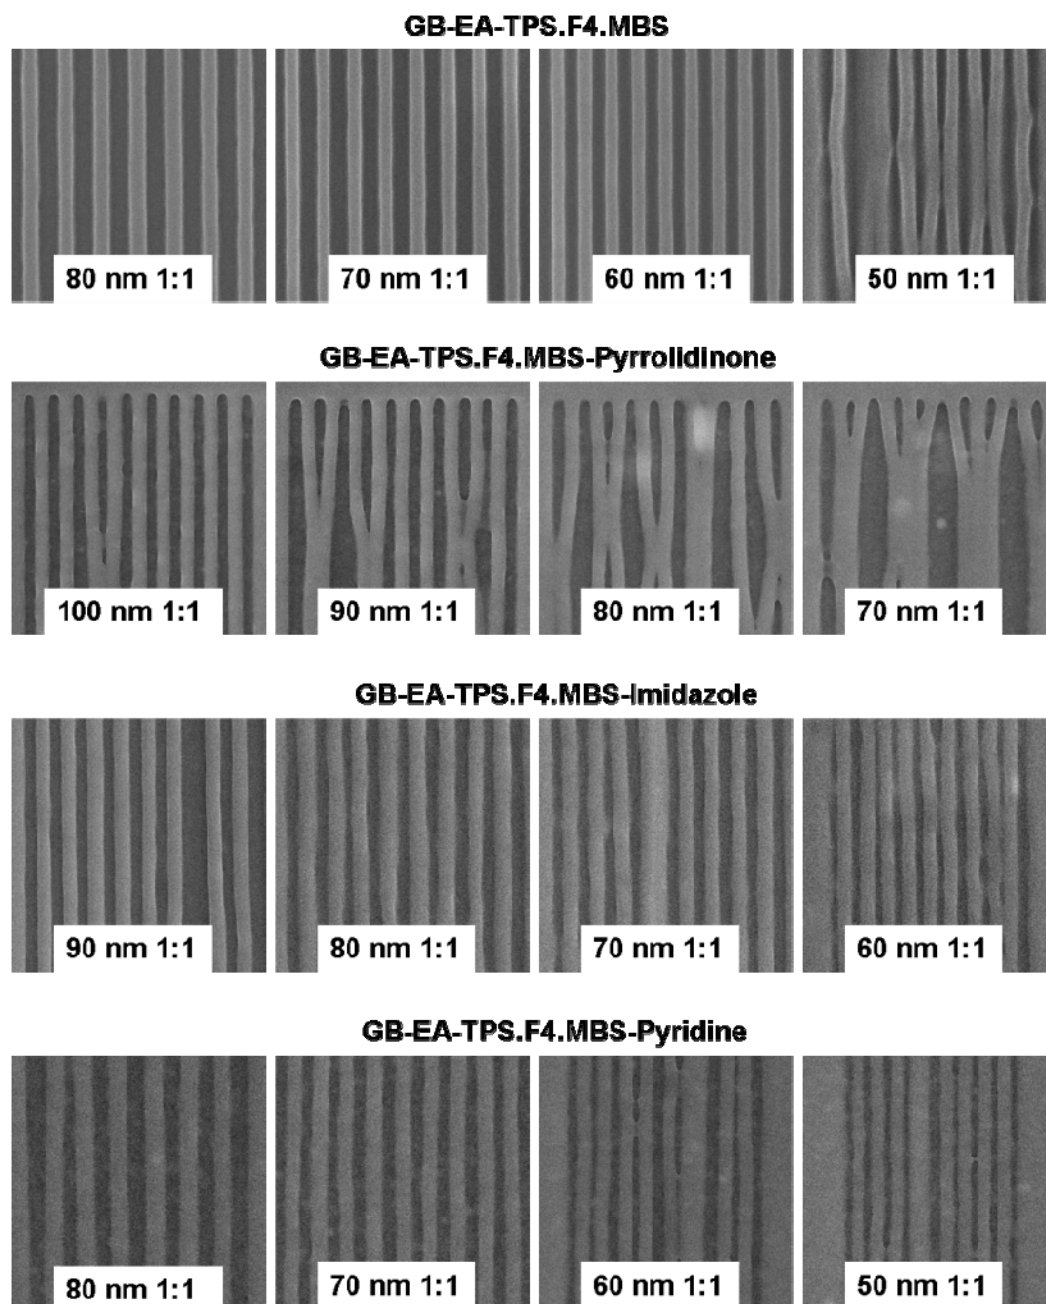 GB-EA-TPS.F4.MBS
80 nm 1:1
70 nm 1:1
60 nm 1:1
50 nm 1:1
GB-EA-TPS.F4.MBS-Pyrrolidinone
100 nm 1:1
90 nm 1:1
80 nm 1:1
70 nm 1:1
GB-EA-TPS.F4.MBS-Imidazole
90 nm 1:1
80 nm 1:1
70 nm 1:1
60 nm 1:1
GB-EA-TPS.F4.MBS-Pyridine
80 nm 1:1
70 nm 1:1
60 nm 1:1
50 nm 1:1